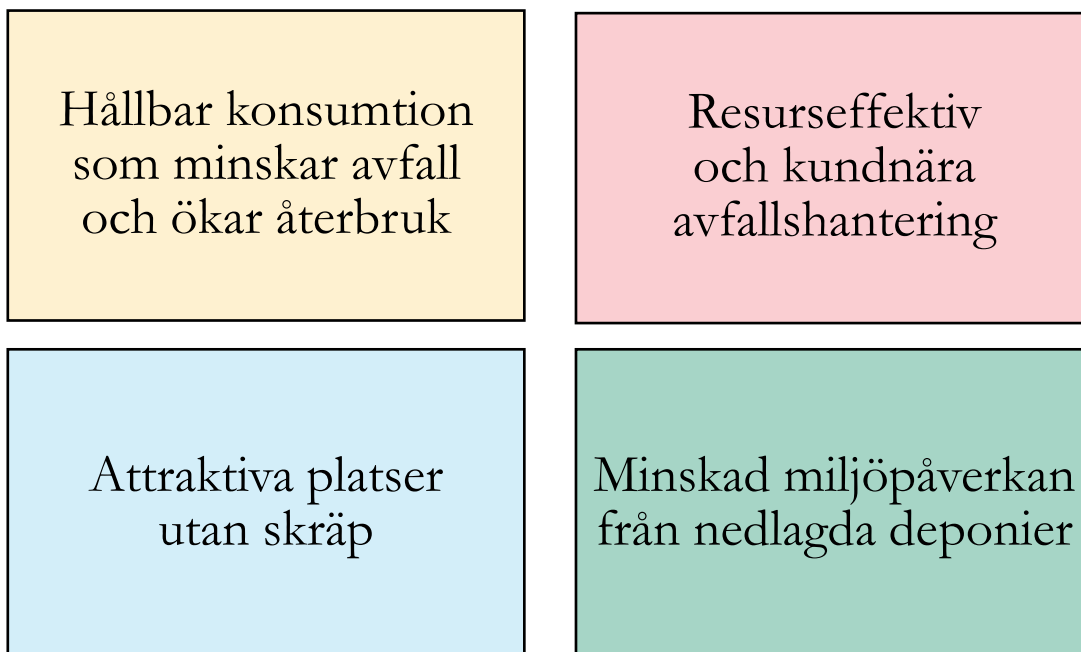 Hållbar konsumtion
som minskar avfall
och ökar återbruk
Resurseffektiv
och kundnära
avfallshantering
Attraktiva platser
utan skräp
Minskad miljöpåverkan
från nedlagda deponier